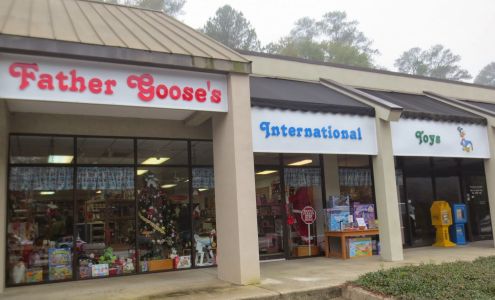 Father Goose's
International
Toys